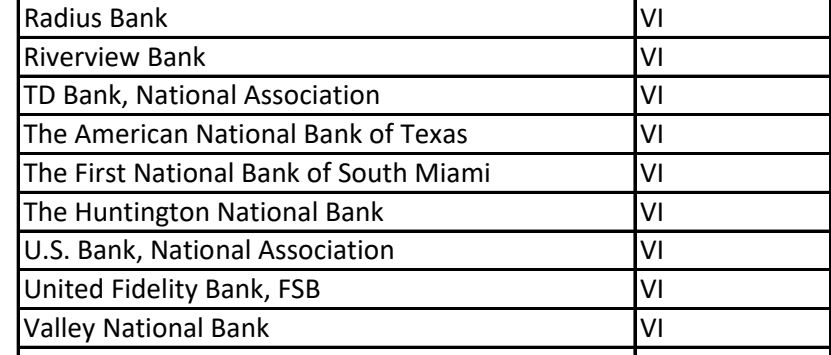 Radius Bank VI
Riverview Bank VI
TD Bank, National Association VI
The American National Bank of Texas VI
The First National Bank of South Miami VI
The Huntington National Bank VI
U.S. Bank, National Association VI
United Fidelity Bank, FSB VI
Valley National Bank VI